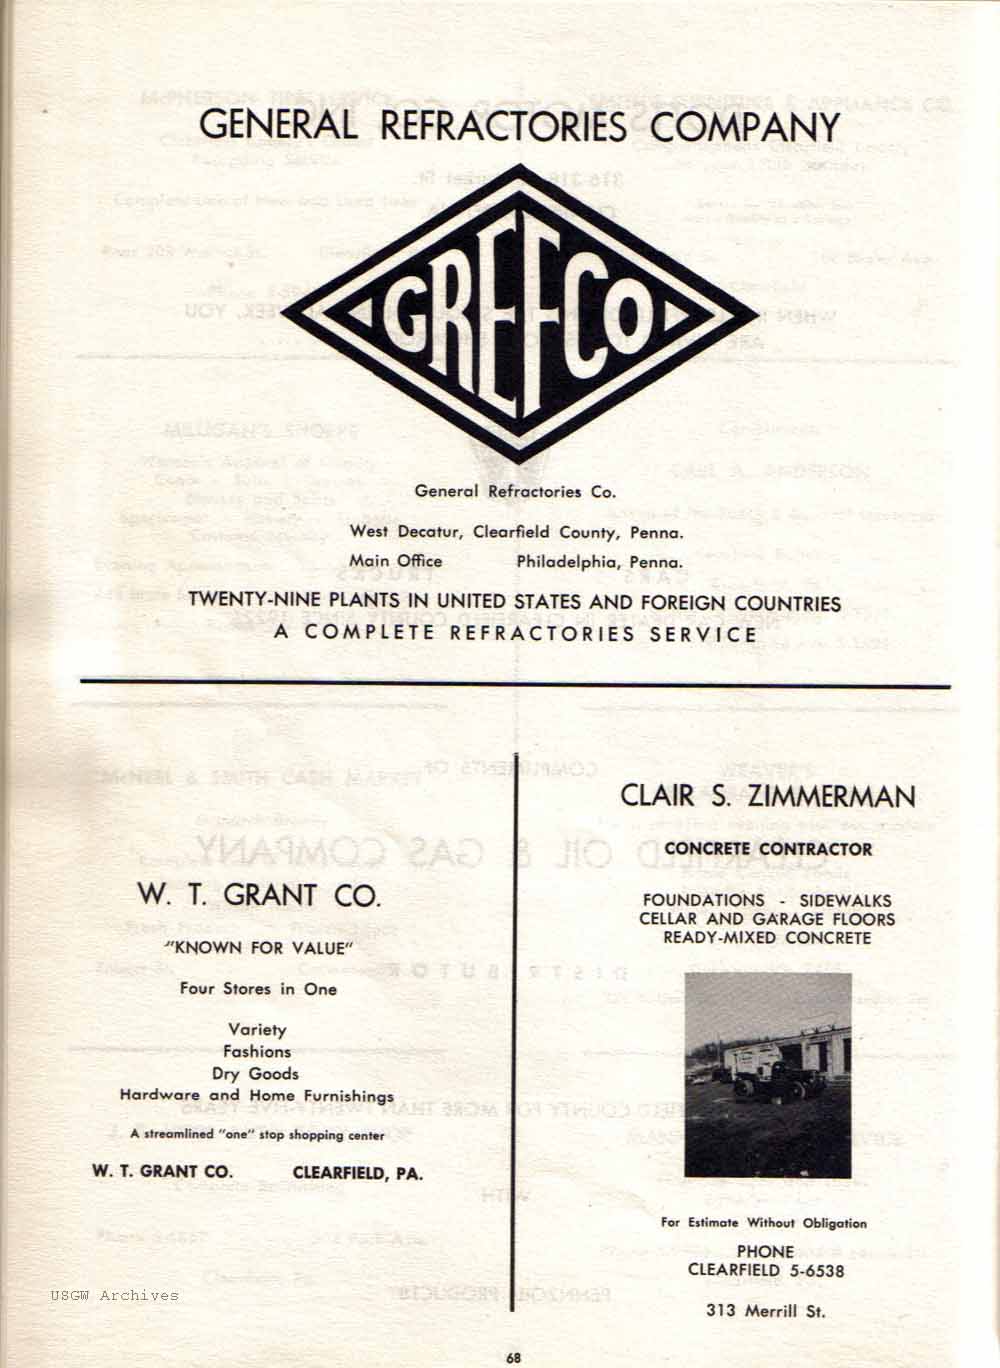 GENERAL REFRACTORIES COMPANY
GREFCO
General Refractories Co.
West Decatur, Clearfield County, Penna.
Main Office Philadelphia, Penna.
TWENTY-NINE PLANTS IN UNITED STATES AND FOREIGN COUNTRIES
A COMPLETE REFRACTORIES SERVICE
W. T. GRANT CO.
"KNOWN FOR VALUE"
Four Stores in One
Variety
Fashions
Dry Goods
Hardware and Home Furnishings
A streamlined "one" stop shopping center
W. T. GRANT CO. CLEARFIELD, PA.
CLAIR S. ZIMMERMAN
CONCRETE CONTRACTOR
FOUNDATIONS - SIDEWALKS
CELLAR AND GARAGE FLOORS
READY-MIXED CONCRETE
For Estimate Without Obligation
PHONE
CLEARFIELD 5-6538
313 Merrill St.
USGW Archives
68